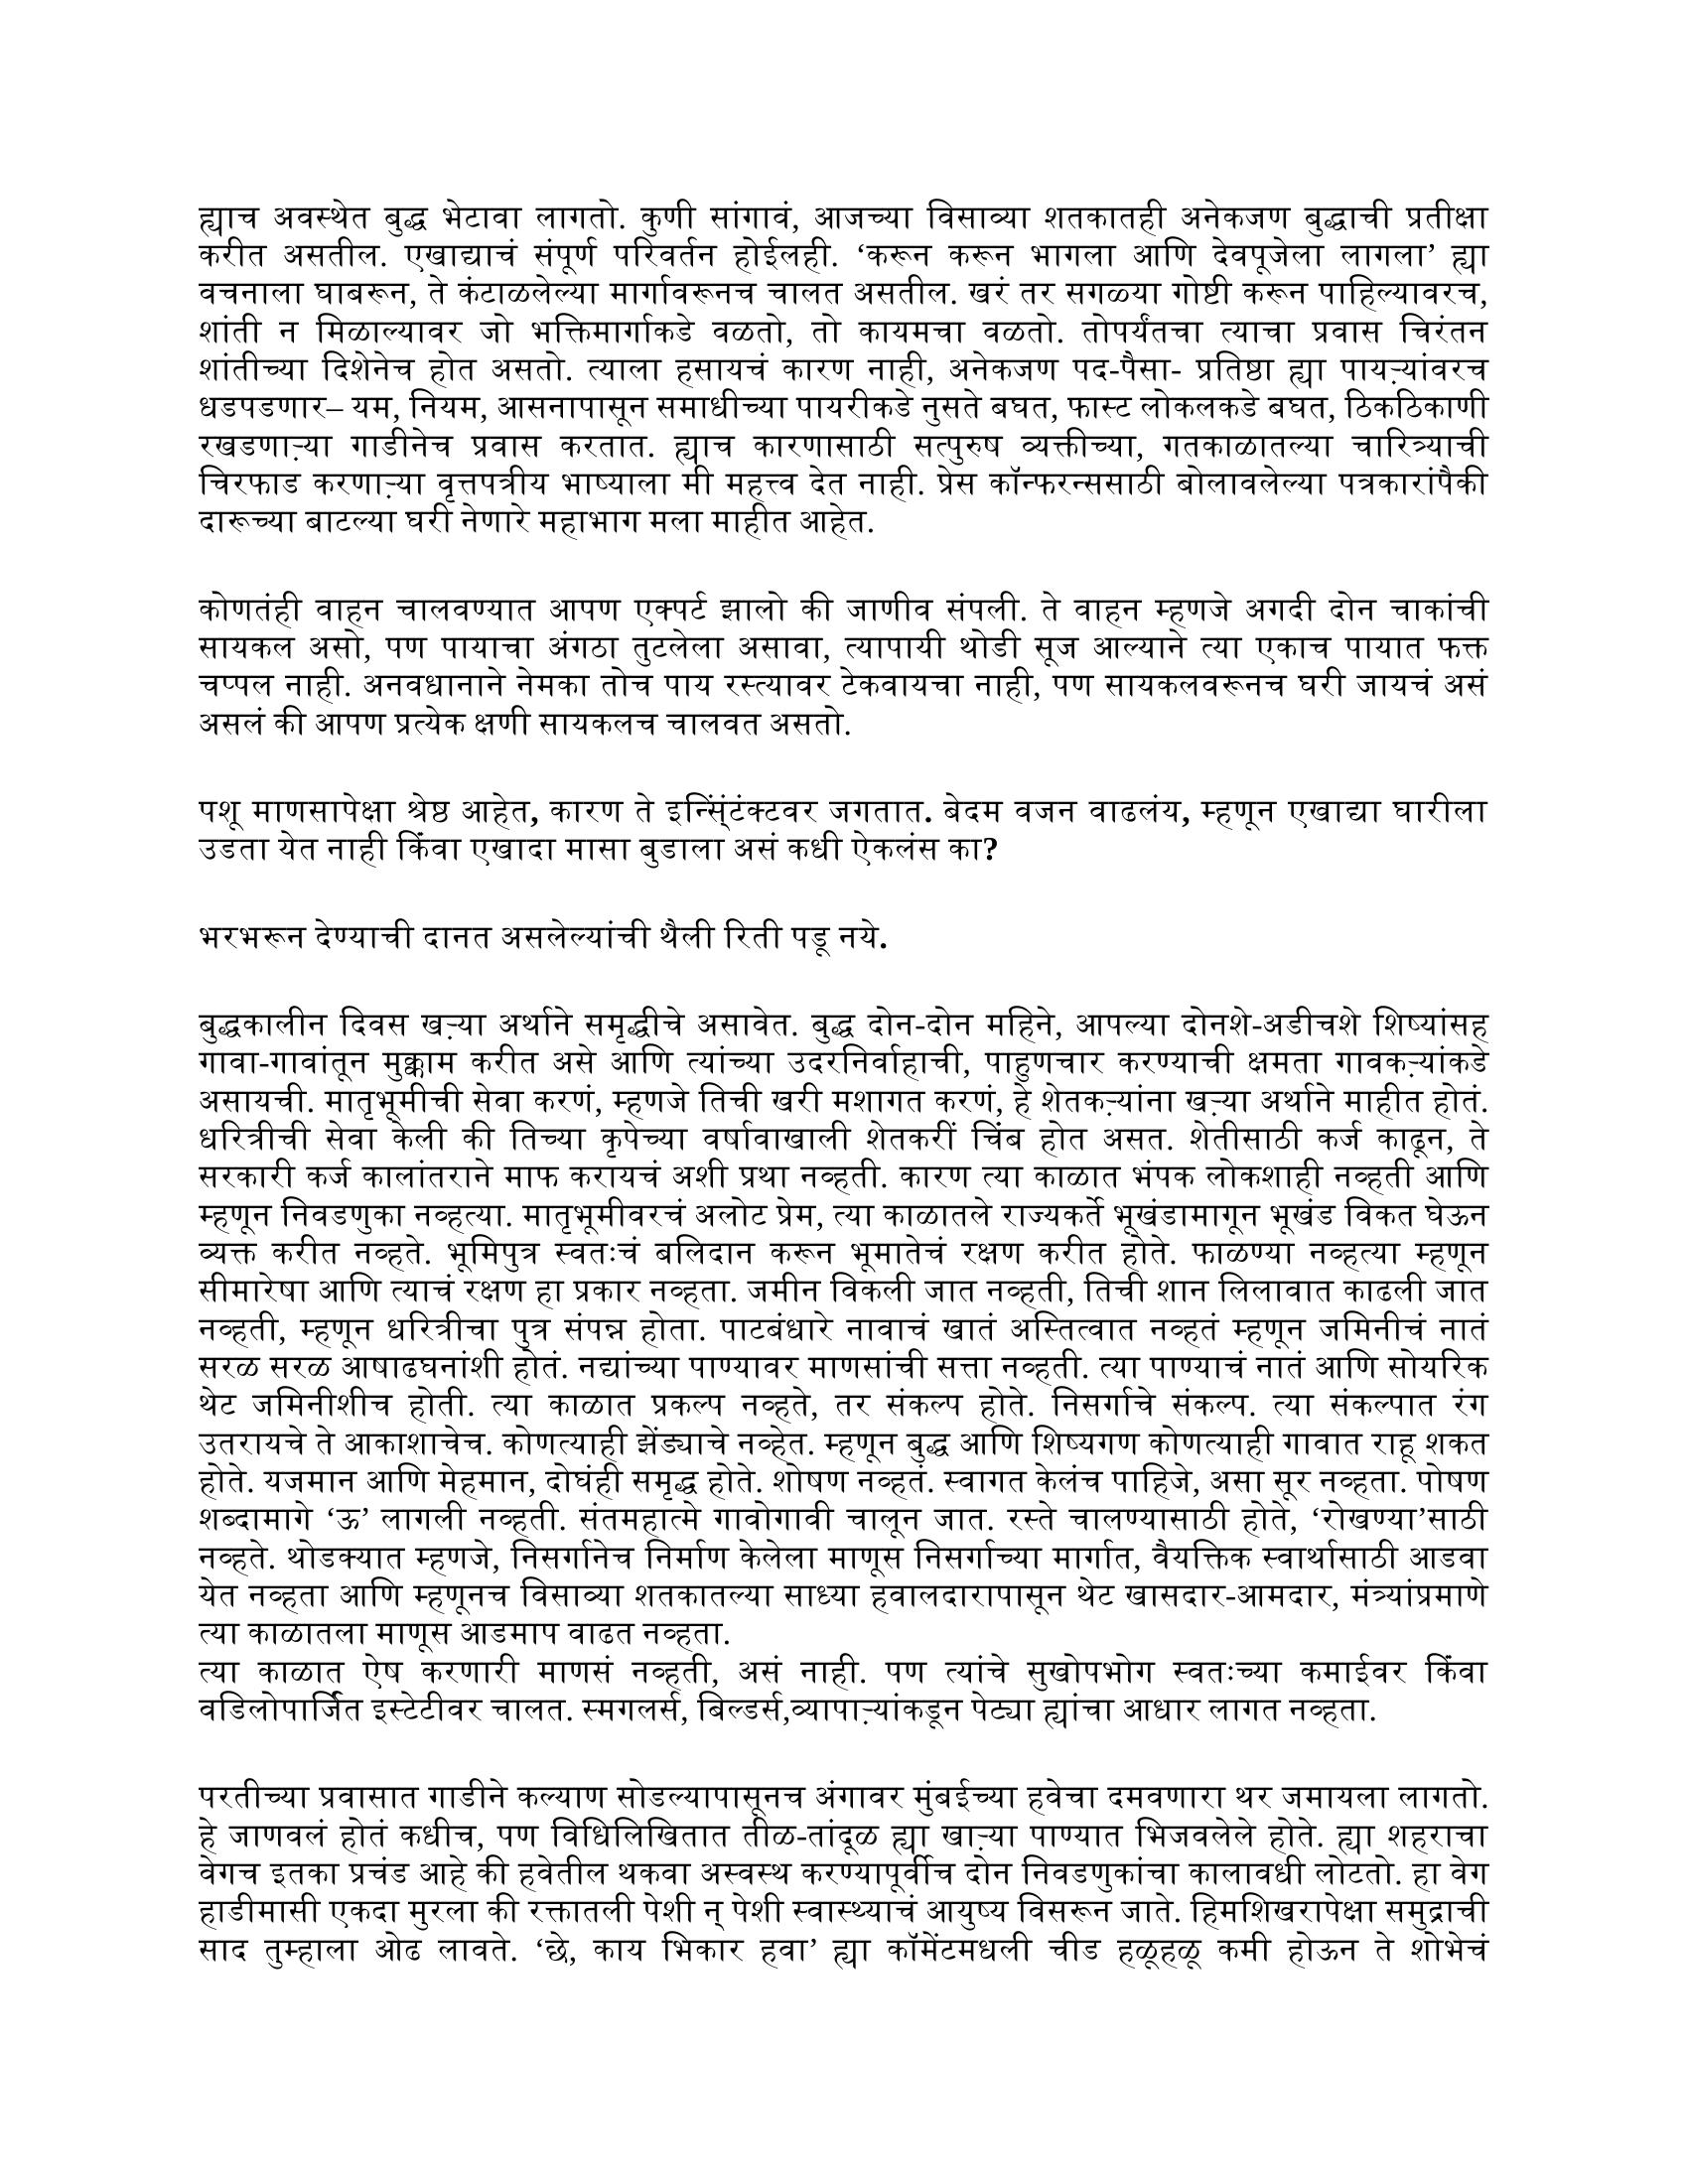 ह्याच अवस्थेत बुद्ध भेटावा लागतो. कुणी सांगावं, आजच्या विसाव्या शतकातही अनेकजण बुद्धाची प्रतीक्षा
करीत असतील. एखाद्याचं संपूर्ण परिवर्तन होईलही. ‘करून करून भागला आणि देवपूजेला लागला’ ह्या
वचनाला घाबरून, ते कंटाळलेल्या मार्गावरूनच चालत असतील. खरं तर सगळ्या गोष्टी करून पाहिल्यावरच,
शांती न मिळाल्यावर जो भक्तिमार्गाकडे वळतो, तो कायमचा वळतो. तोपर्यंतचा त्याचा प्रवास चिरंतन
शांतीच्या दिशेनेच होत असतो. त्याला हसायचं कारण नाही, अनेकजण पद-पैसा- प्रतिष्ठा ह्या पायऱ्यांवरच
धडपडणार– यम, नियम, आसनापासून समाधीच्या पायरीकडे नुसते बघत, फास्ट लोकलकडे बघत, ठिकठिकाणी
रखडणाऱ्या गाडीनेच प्रवास करतात. ह्याच कारणासाठी सत्पुरुष व्यक्तीच्या, गतकाळातल्या चारित्र्याची
चिरफाड करणाऱ्या वृत्तपत्रीय भाष्याला मी महत्त्व देत नाही. प्रेस कॉन्फरन्ससाठी बोलावलेल्या पत्रकारांपैकी
दारूच्या बाटल्या घरी नेणारे महाभाग मला माहीत आहेत.
कोणतंही वाहन चालवण्यात आपण एक्पर्ट झालो की जाणीव संपली. ते वाहन म्हणजे अगदी दोन चाकांची
सायकल असो, पण पायाचा अंगठा तुटलेला असावा, त्यापायी थोडी सूज आल्याने त्या एकाच पायात फक्त
चप्पल नाही. अनवधानाने नेमका तोच पाय रस्त्यावर टेकवायचा नाही, पण सायकलवरूनच घरी जायचं असं
असलं की आपण प्रत्येक क्षणी सायकलच चालवत असतो.
पशू माणसापेक्षा श्रेष्ठ आहेत, कारण ते इन्स्टिंक्टवर जगतात. बेदम वजन वाढलंय, म्हणून एखाद्या घारीला
उडता येत नाही किंवा एखादा मासा बुडाला असं कधी ऐकलंस का?
भरभरून देण्याची दानत असलेल्यांची थैली रिती पडू नये.
बुद्धकालीन दिवस खऱ्या अर्थाने समृद्धीचे असावेत. बुद्ध दोन-दोन महिने, आपल्या दोनशे-अडीचशे शिष्यांसह
गावा-गावांतून मुक्काम करीत असे आणि त्यांच्या उदरनिर्वाहाची, पाहुणचार करण्याची क्षमता गावकऱ्यांकडे
असायची. मातृभूमीची सेवा करणं, म्हणजे तिची खरी मशागत करणं, हे शेतकऱ्यांना खऱ्या अर्थाने माहीत होतं.
धरित्रीची सेवा केली की तिच्या कृपेच्या वर्षावाखाली शेतकरीं चिंब होत असत. शेतीसाठी कर्ज काढून, ते
सरकारी कर्ज कालांतराने माफ करायचं अशी प्रथा नव्हती. कारण त्या काळात भंपक लोकशाही नव्हती आणि
म्हणून निवडणुका नव्हत्या. मातृभूमीवरचं अलोट प्रेम, त्या काळातले राज्यकर्ते भूखंडामागून भूखंड विकत घेऊन
व्यक्त करीत नव्हते. भूमिपुत्र स्वतःचं बलिदान करून भूमातेचं रक्षण करीत होते. फाळण्या नव्हत्या म्हणून
सीमारेषा आणि त्याचं रक्षण हा प्रकार नव्हता. जमीन विकली जात नव्हती, तिची शान लिलावात काढली जात
नव्हती, म्हणून धरित्रीचा पुत्र संपन्न होता. पाटबंधारे नावाचं खातं अस्तित्वात नव्हतं म्हणून जमिनीचं नातं
सरळ सरळ आषाढघनांशी होतं. नद्यांच्या पाण्यावर माणसांची सत्ता नव्हती. त्या पाण्याचं नातं आणि सोयरिक
थेट जमिनीशीच होती. त्या काळात प्रकल्प नव्हते, तर संकल्प होते. निसर्गाचे संकल्प. त्या संकल्पात रंग
उतरायचे ते आकाशाचेच. कोणत्याही झेंड्याचे नव्हेत. म्हणून बुद्ध आणि शिष्यगण कोणत्याही गावात राहू शकत
होते. यजमान आणि मेहमान, दोघंही समृद्ध होते. शोषण नव्हतं. स्वागत केलंच पाहिजे, असा सूर नव्हता. पोषण
शब्दामागे ‘ऊ’ लागली नव्हती. संतमहात्मे गावोगावी चालून जात. रस्ते चालण्यासाठी होते, ‘रोखण्या’साठी
नव्हते. थोडक्यात म्हणजे, निसर्गानेच निर्माण केलेला माणूस निसर्गाच्या मार्गात, वैयक्तिक स्वार्थासाठी आडवा
येत नव्हता आणि म्हणूनच विसाव्या शतकातल्या साध्या हवालदारापासून थेट खासदार-आमदार, मंत्र्यांप्रमाणे
त्या काळातला माणूस आडमाप वाढत नव्हता.
त्या काळात ऐष करणारी माणसं नव्हती, असं नाही. पण त्यांचे सुखोपभोग स्वतःच्या कमाईवर किंवा
वडिलोपार्जित इस्टेटीवर चालत. स्मगलर्स, बिल्डर्स,व्यापाऱ्यांकडून पेट्या ह्यांचा आधार लागत नव्हता.
परतीच्या प्रवासात गाडीने कल्याण सोडल्यापासूनच अंगावर मुंबईच्या हवेचा दमवणारा थर जमायला लागतो.
हे जाणवलं होतं कधीच, पण विधिलिखितात तीळ-तांदूळ ह्या खाऱ्या पाण्यात भिजवलेले होते. ह्या शहराचा
वेगच इतका प्रचंड आहे की हवेतील थकवा अस्वस्थ करण्यापूर्वीच दोन निवडणुकांचा कालावधी लोटतो. हा वेग
हाडीमासी एकदा मुरला की रक्तातली पेशी न् पेशी स्वास्थ्याचं आयुष्य विसरून जाते. हिमशिखरापेक्षा समुद्राची
साद तुम्हाला ओढ लावते. ‘छे, काय भिकार हवा’ ह्या कॉमेंटमधली चीड हळूहळू कमी होऊन ते शोभेचं